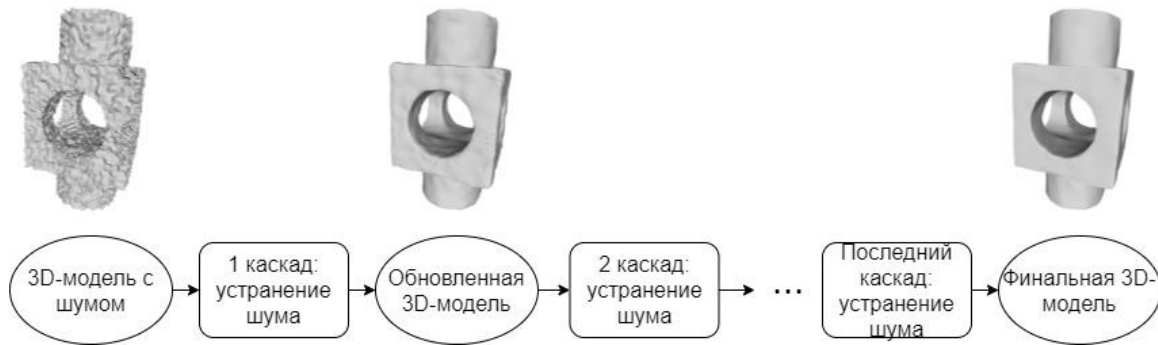 3D-модель с
шумом
1 каскад:
устранение
шума
Обновленная
3D-модель
2 каскад:
устранение
шума
...
Последний
каскад:
устранение
шума
Финальная 3D-
модель